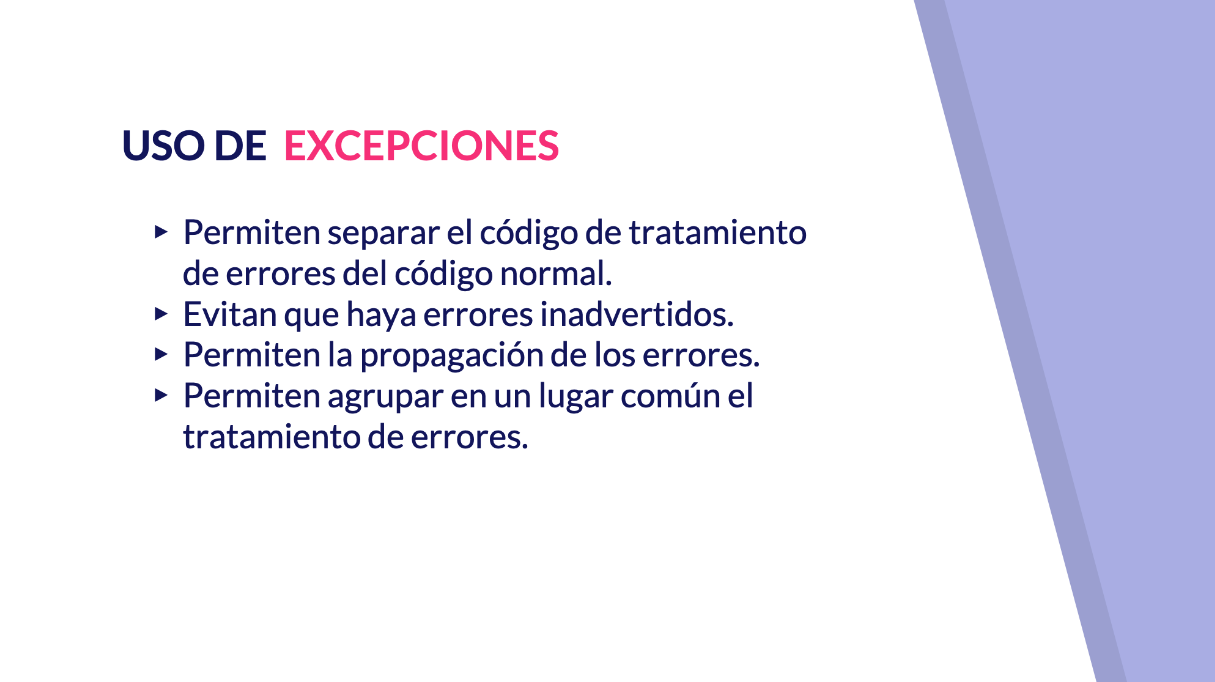 USO DE EXCEPCIONES
▸ Permiten separar el código de tratamiento
de errores del código normal.
▸ Evitan que haya errores inadvertidos.
▸ Permiten la propagación de los errores.
▸ Permiten agrupar en un lugar común el
tratamiento de errores.